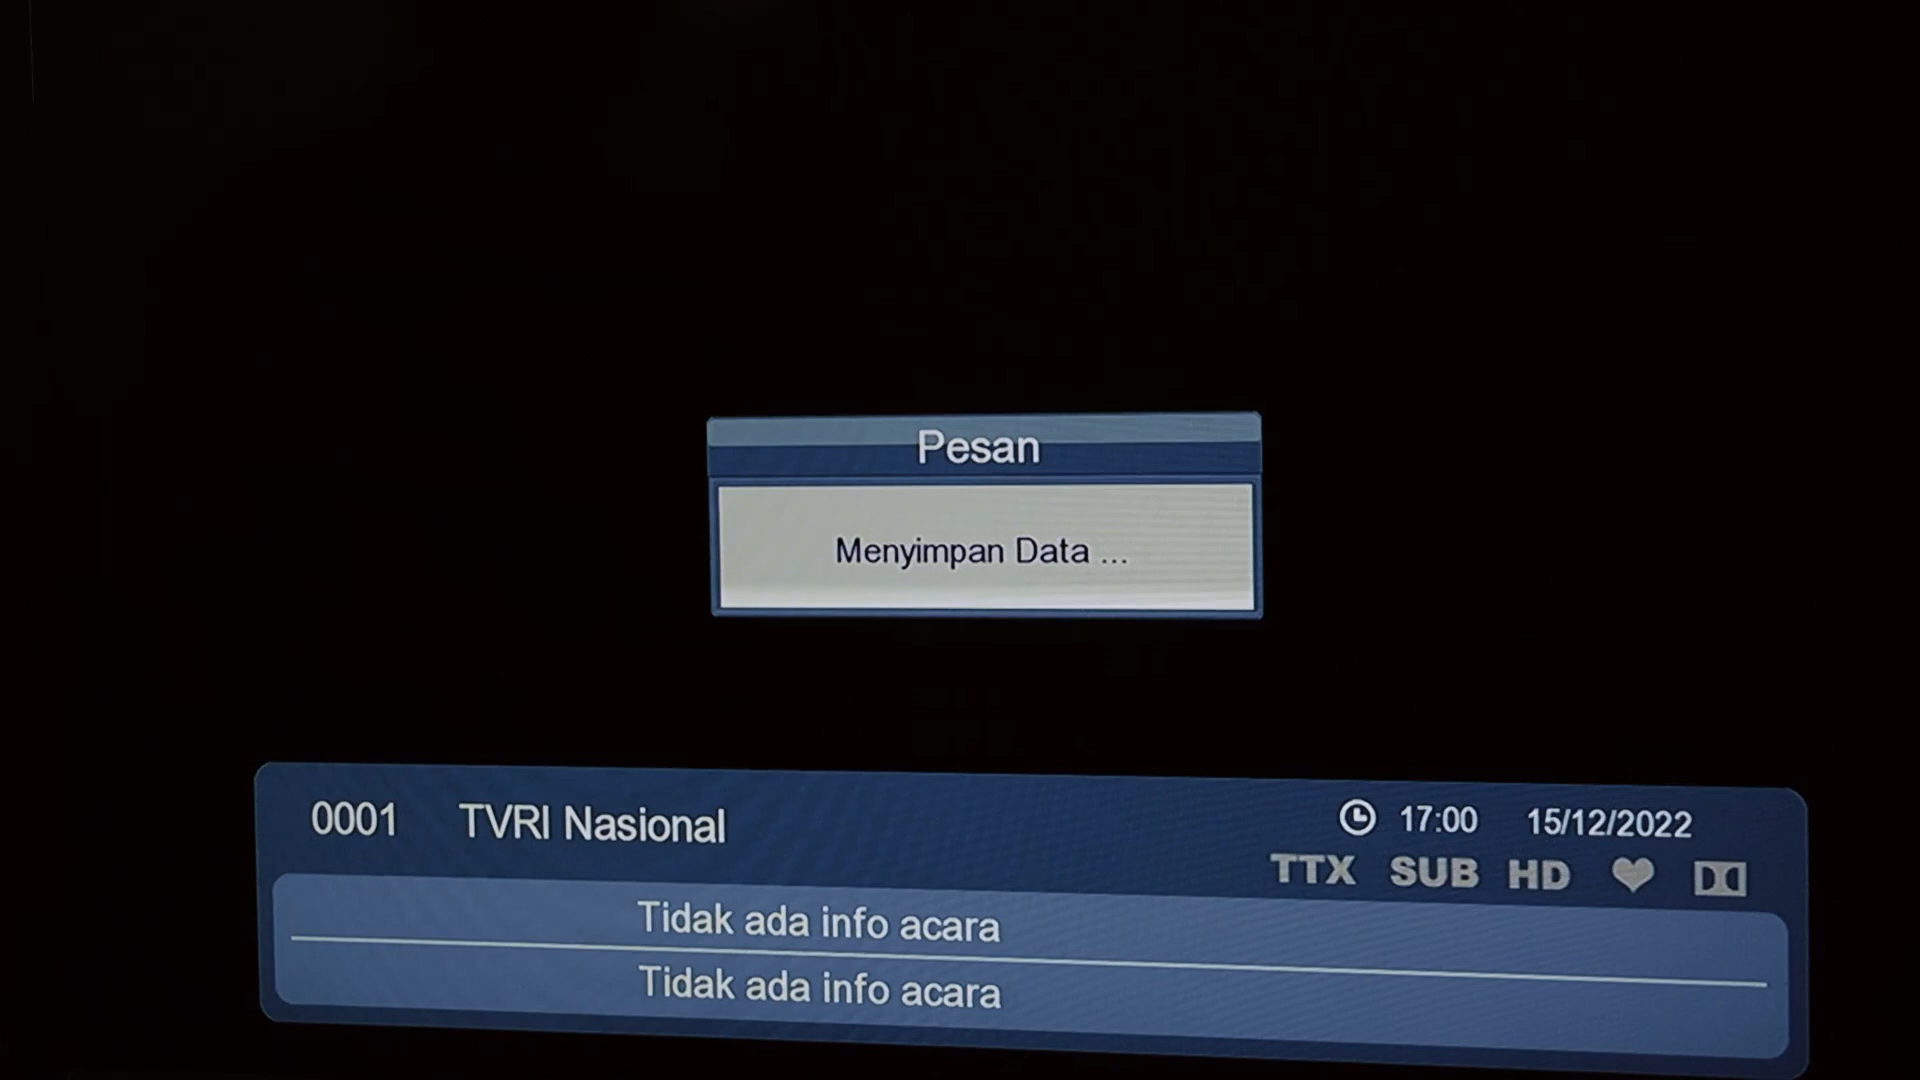 Pesan
Menyimpan Data ...
0001 TVRI Nasional 17:00 15/12/2022
TTX SUB HD
Tidak ada info acara
Tidak ada info acara